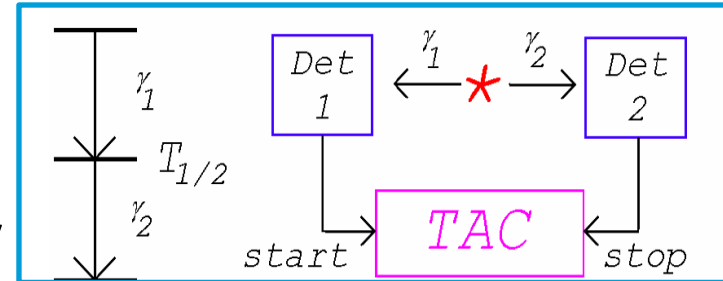 γ1
T1/2
γ2
Det
1
γ1
γ2
Det
2
TAC
start
stop